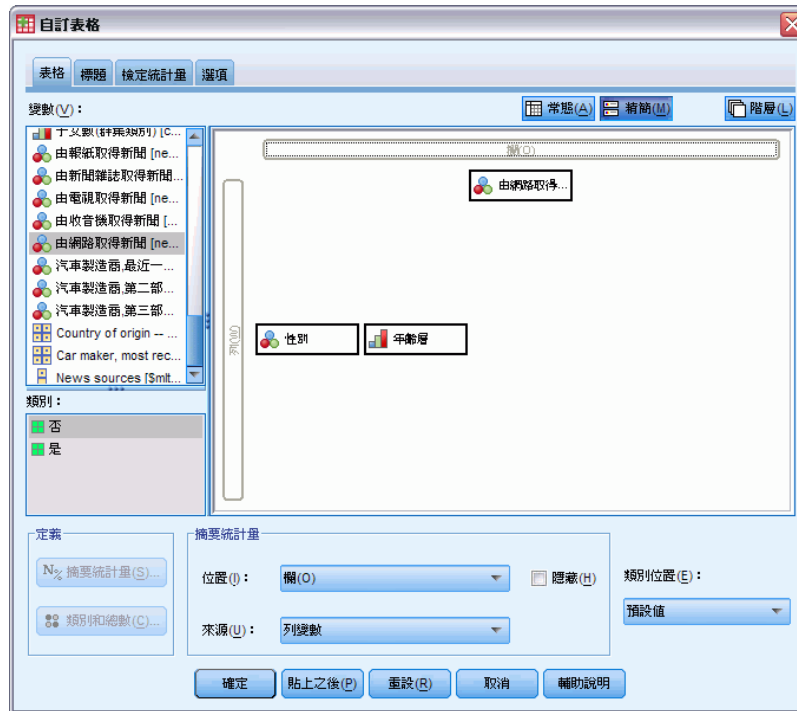 自訂表格
表格 標題 檢定統計量 選項
變數(V)： 常態(A) 精簡(M) 階層(L)
子女數(群集類別) [c...
由報紙取得新聞 [ne...
由新聞雜誌取得新聞...
由電視取得新聞 [ne...
由收音機取得新聞 [...
由網路取得新聞 [ne...
汽車製造商,最近一...
汽車製造商,第二部...
汽車製造商,第三部...
Country of origin -- ...
Car maker, most rec...
News sources [$mlt...
欄(O)
由網路取得...
列(W)
性別 年齡層
類別：
否
是
定義
N% 摘要統計量(S)...
類別和總數(C)...
摘要統計量
位置(I)： 欄(O) 隱藏(H)
來源(U)： 列變數
類別位置(E)：
預設值
確定 貼上之後(P) 重設(R) 取消 輔助說明